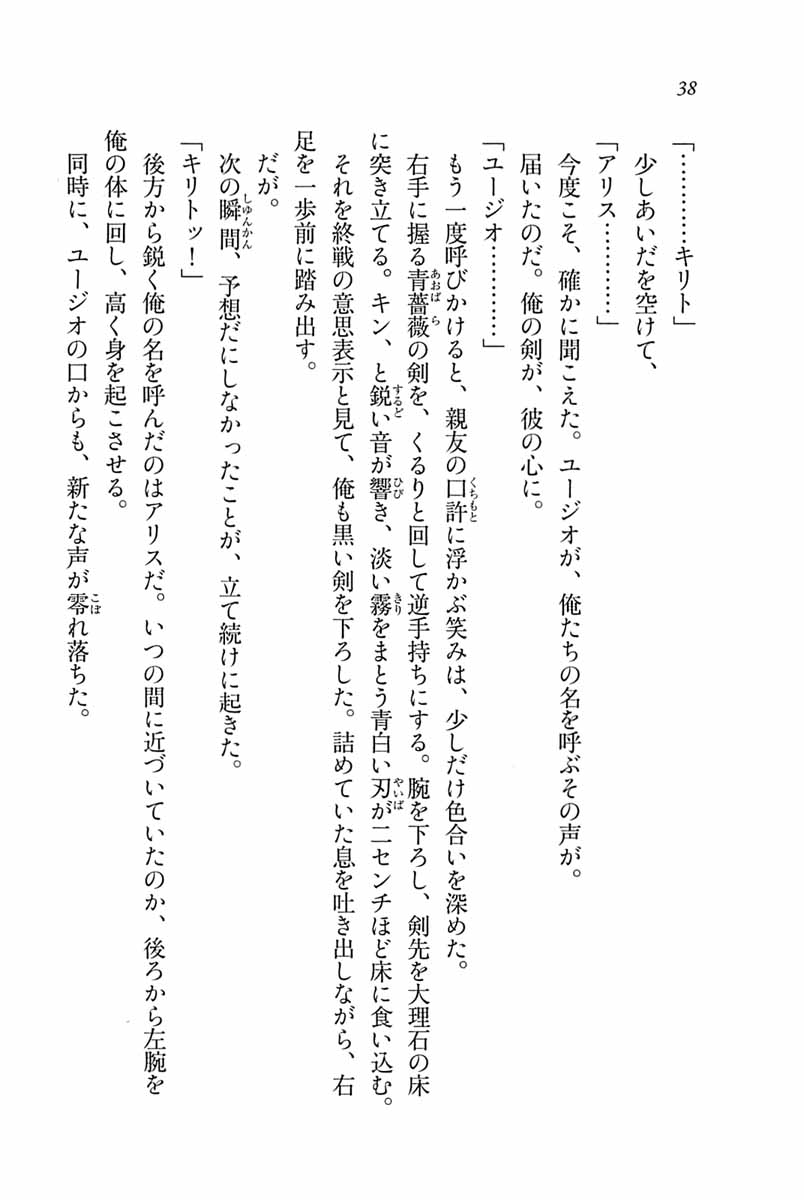 38
「…………キリト」
少しあいだを空けて、
「アリス…………」
今度こそ、確かに聞こえた。ユージオが、俺たちの名を呼ぶその声が。
届いたのだ。俺の剣が、彼の心に。
「ユージオ…………」
もう一度呼びかけると、親友の口許に浮かぶ笑みは、少しだけ色合いを深めた。
右手に握る青薔薇の剣を、くるりと回して逆手持ちにする。腕を下ろし、剣先を大理石の床
に突き立てる。キン、と鋭い音が響き、淡い霧をまとう青白い刃が二センチほど床に食い込む。
それを終戦の意思表示と見て、俺も黒い剣を下ろした。詰めていた息を吐き出しながら、右
足を一歩前に踏み出す。
だが。
次の瞬間、予想だにしなかったことが、立て続けに起きた。
「キリトッ！」
後方から鋭く俺の名を呼んだのはアリスだ。いつの間に近づいていたのか、後ろから左腕を
俺の体に回し、高く身を起こさせる。
同時に、ユージオの口からも、新たな声が零れ落ちた。